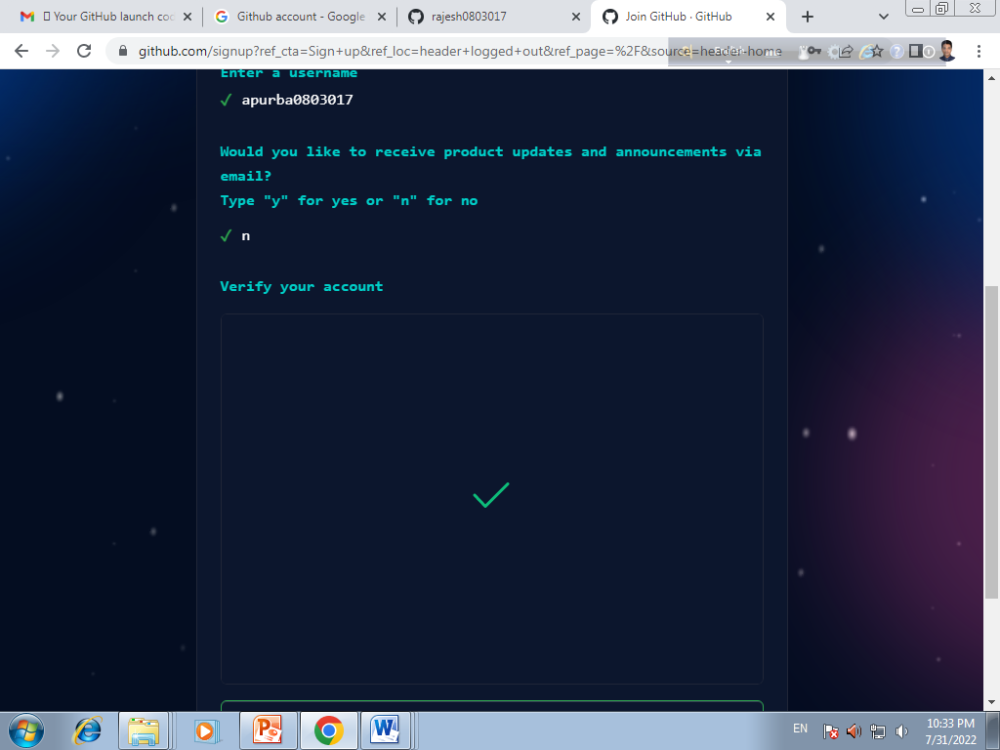 Your GitHub launch coo
Github account - Google
rajesh0803017
Join GitHub · GitHub
github.com/signup?ref_cta=Sign+up&ref_loc=header+logged+out&ref_page=%2F&source=header-home
Enter a username
apurba0803017
Would you like to receive product updates and announcements via
email?
Type "y" for yes or "n" for no
n
Verify your account
EN
10:33 PM
7/31/2022